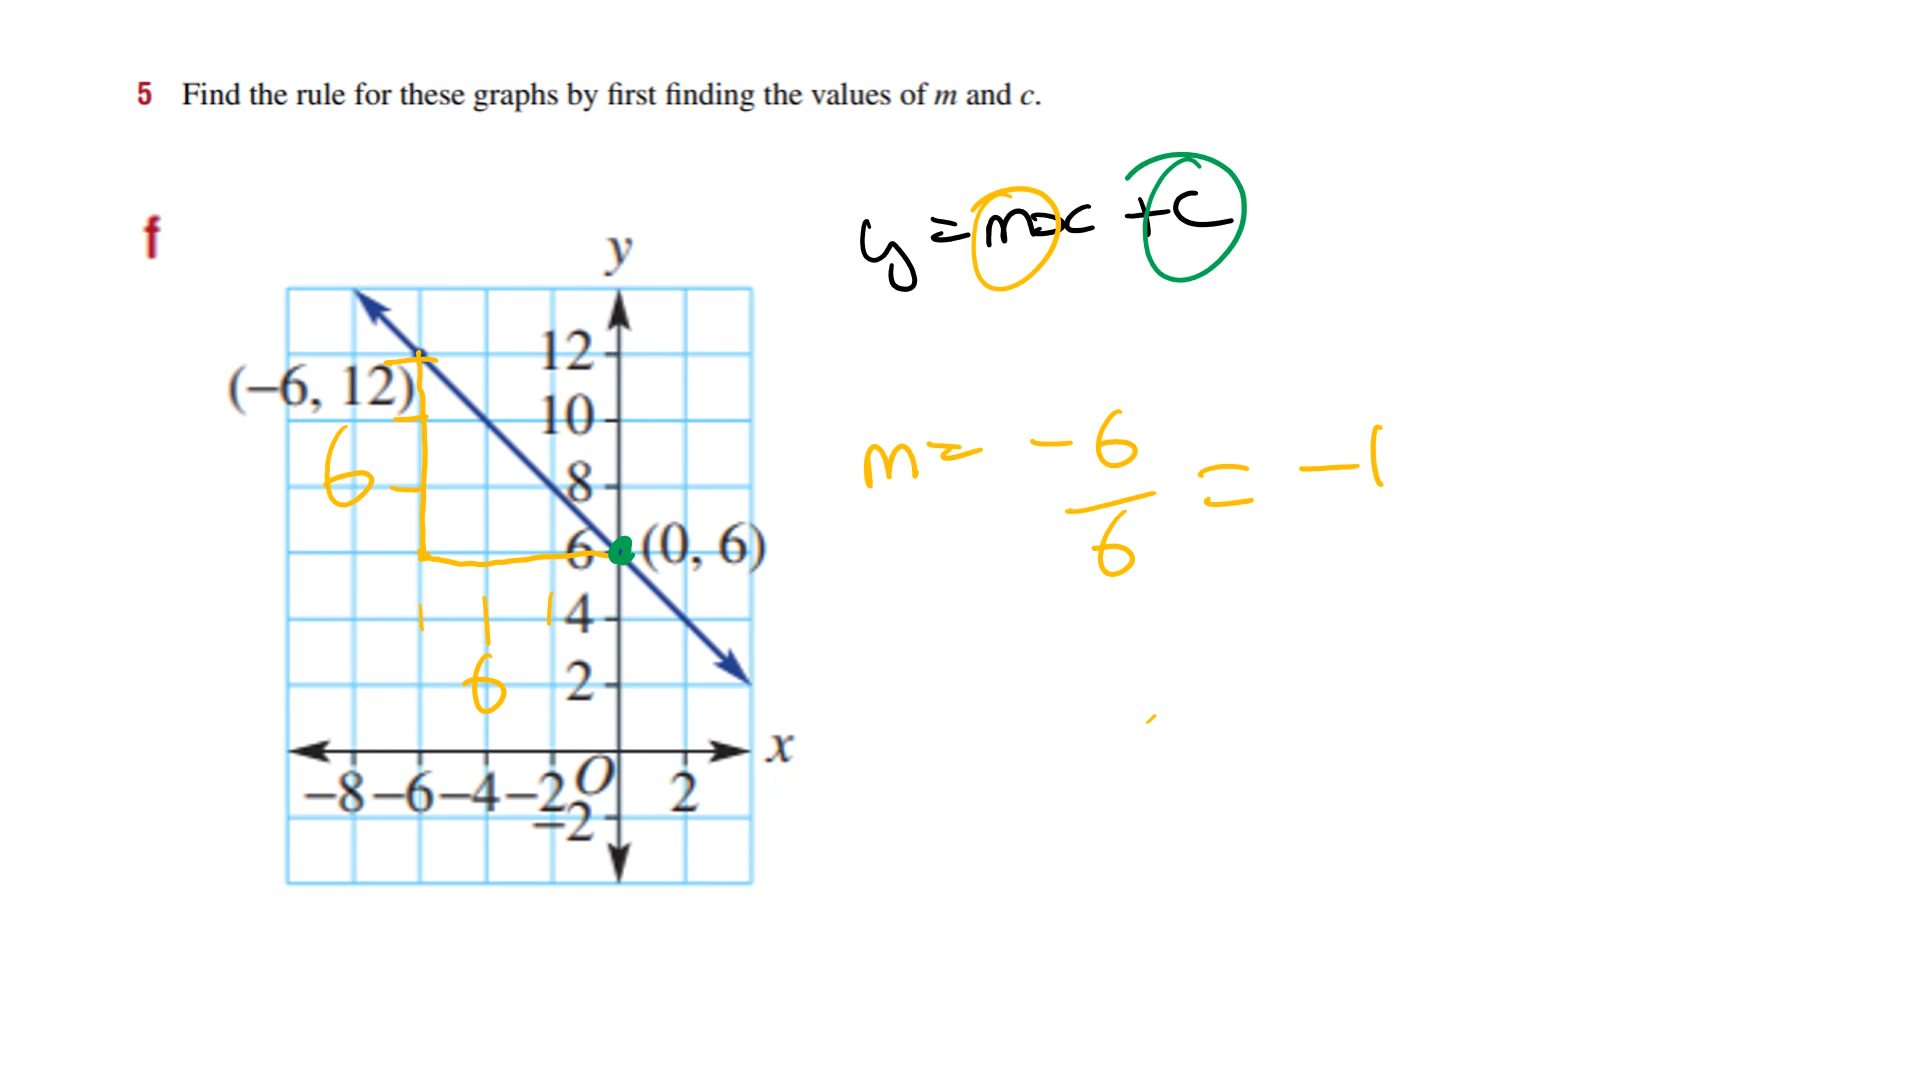 5 Find the rule for these graphs by first finding the values of m and c.
y = mx + c
f
y
12
(−6, 12)
10
m = −6/6 = −1
6
8
6
(0, 6)
4
6
2
x
−8 −6 −4 −2 O 2
−2